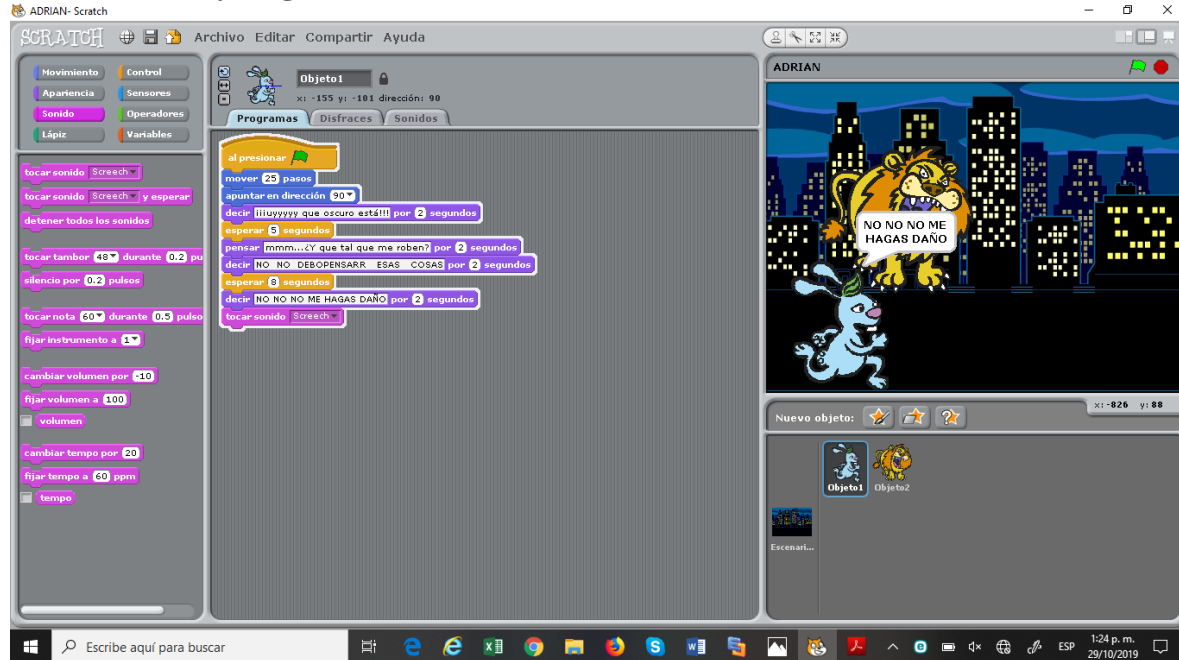 ADRIAN- Scratch
SCRATCH Archivo Editar Compartir Ayuda
Movimiento Control
Apariencia Sensores
Sonido Operadores
Lápiz Variables
tocar sonido Screech
tocar sonido Screech y esperar
detener todos los sonidos
tocar tambor 48 durante 0.2 pu
silencio por 0.2 pulsos
tocar nota 60 durante 0.5 pulso
fijar instrumento a 1
cambiar volumen por -10
fijar volumen a 100
volumen
cambiar tempo por 20
fijar tempo a 60 ppm
tempo
Objeto1
x: -155 y: -101 dirección: 90
Programas Disfraces Sonidos
al presionar
mover 25 pasos
apuntar en dirección 90
decir iiiuyyyyy que oscuro está!!! por 2 segundos
esperar 5 segundos
pensar mmm...¿Y que tal que me roben? por 2 segundos
decir NO NO DEBOPENSARR ESAS COSAS por 2 segundos
esperar 8 segundos
decir NO NO NO ME HAGAS DAÑO por 2 segundos
tocar sonido Screech
ADRIAN
NO NO NO ME
HAGAS DAÑO
x: -826 y: 88
Nuevo objeto:
Objeto1 Objeto2
Escenari...
Escribe aquí para buscar
ESP
1:24 p. m.
29/10/2019